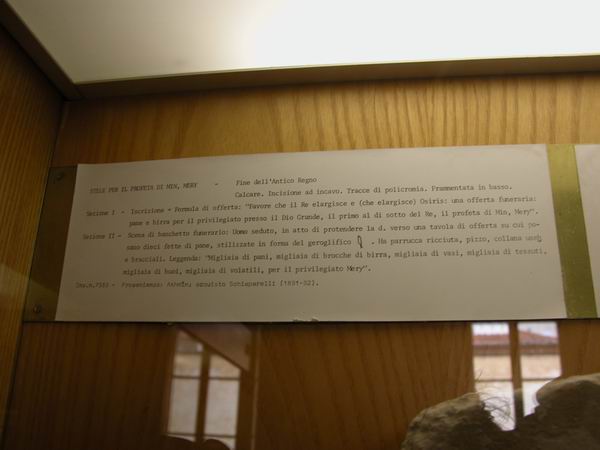 STELE PER IL PROFETA DI MIN, MERY - Fine dell'Antico Regno
Calcare. Incisione ad incavo. Tracce di policromia. Frammentata in basso.
Sezione I - Iscrizione - Formula di offerta: "Favore che il Re elargisce e (che elargisce) Osiris: una offerta funeraria:
pane e birra per il privilegiato presso il Dio Grande, il primo al di sotto del Re, il profeta di Min, Mery".
Sezione II - Scena di banchetto funerario: Uomo seduto, in atto di protendere la d. verso una tavola di offerta su cui po-
sano dieci fette di pane, stilizzate in forma del geroglifico . Ha parrucca ricciuta, pizzo, collana usekh
e bracciali. Leggenda: "Migliaia di pani, migliaia di brocche di birra, migliaia di vasi, migliaia di tessuti,
migliaia di buoi, migliaia di volatili, per il privilegiato Mery".
Inv.n.7353 - Provenienza: Akhmîm; acquisto Schiaparelli (1891-92).